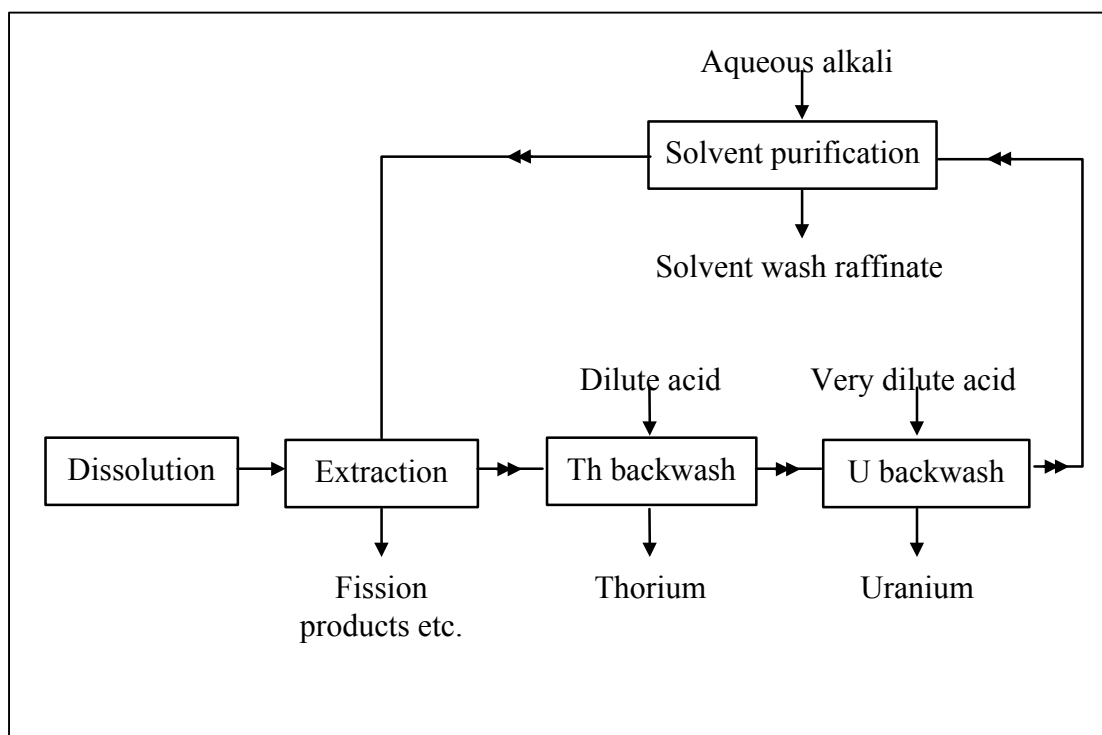 Aqueous alkali
Solvent purification
Solvent wash raffinate
Dilute acid
Very dilute acid
Dissolution
Extraction
Th backwash
U backwash
Fission
products etc.
Thorium
Uranium